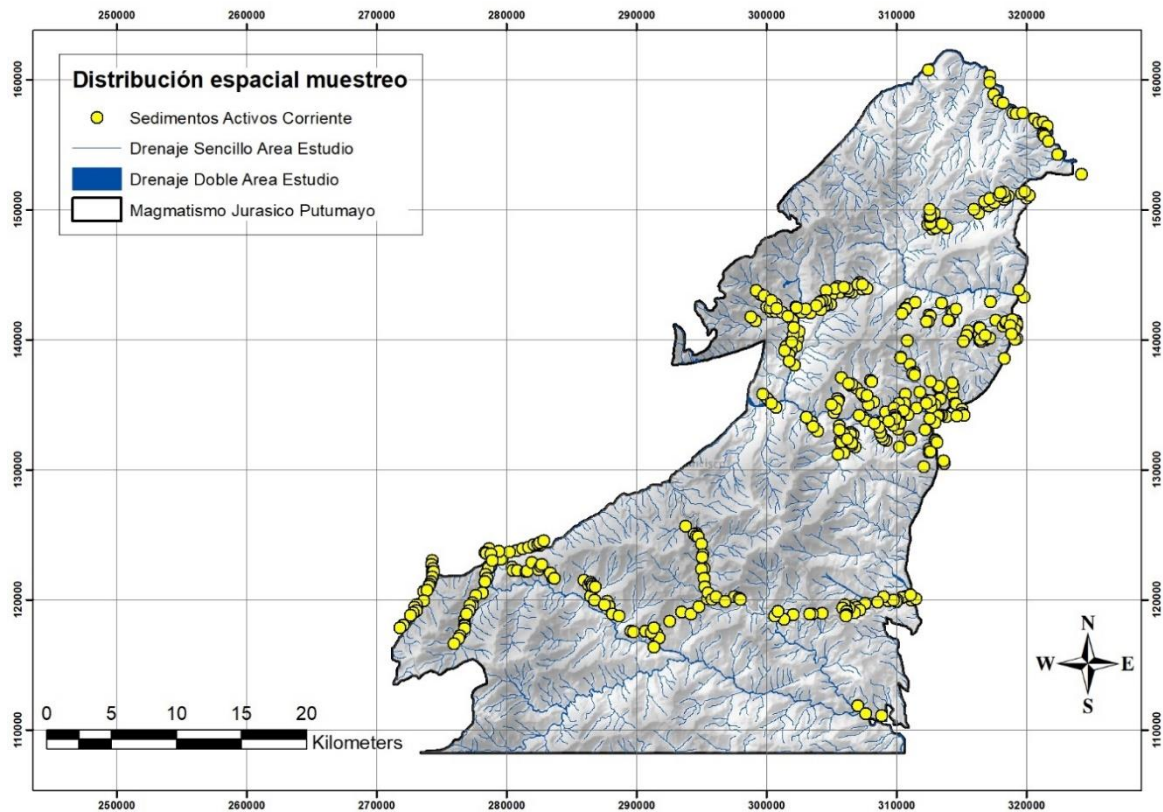 250000 260000 270000 280000 290000 300000 310000 320000
Distribución espacial muestreo
Sedimentos Activos Corriente
Drenaje Sencillo Area Estudio
Drenaje Doble Area Estudio
Magmatismo Jurasico Putumayo
160000 160000
150000 150000
140000 140000
130000 130000
120000 120000
110000 110000
N
W E
S
0 5 10 15 20
Kilometers
250000 260000 270000 280000 290000 300000 310000 320000